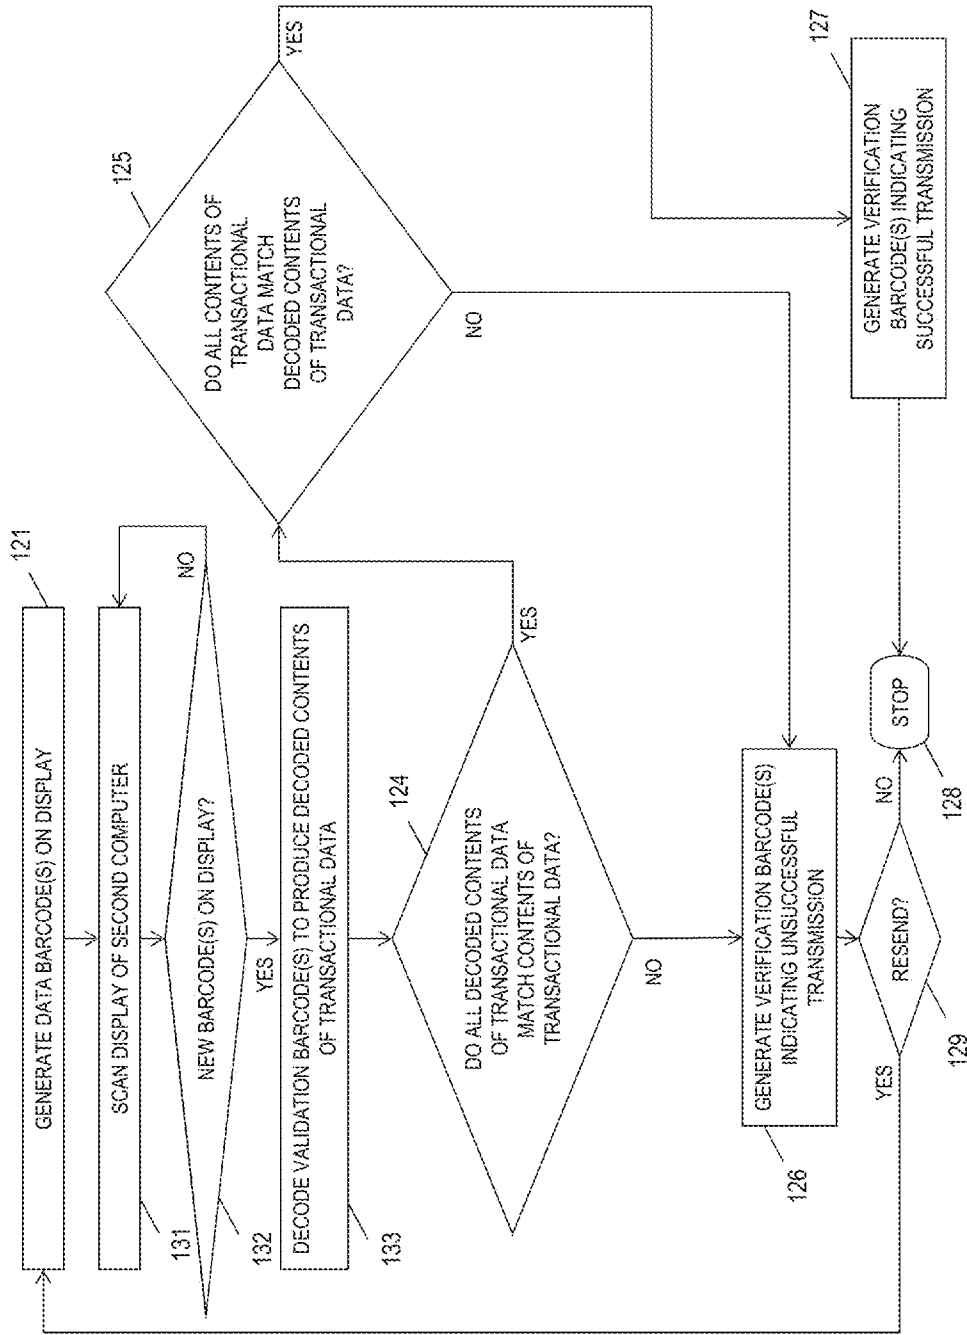 121
GENERATE DATA BARCODE(S) ON DISPLAY
SCAN DISPLAY OF SECOND COMPUTER
131
NEW BARCODE(S) ON DISPLAY?
NO
132
YES
DECODE VALIDATION BARCODE(S) TO PRODUCE DECODED CONTENTS
OF TRANSACTIONAL DATA
133
124
DO ALL DECODED CONTENTS
OF TRANSACTIONAL DATA
MATCH CONTENTS OF
TRANSACTIONAL DATA?
YES
NO
125
DO ALL CONTENTS OF
TRANSACTIONAL
DATA MATCH
DECODED CONTENTS
OF TRANSACTIONAL
DATA?
YES
NO
GENERATE VERIFICATION BARCODE(S)
INDICATING UNSUCCESSFUL
TRANSMISSION
126
127
GENERATE VERIFICATION
BARCODE(S) INDICATING
SUCCESSFUL TRANSMISSION
RESEND?
YES
NO
129
STOP
128